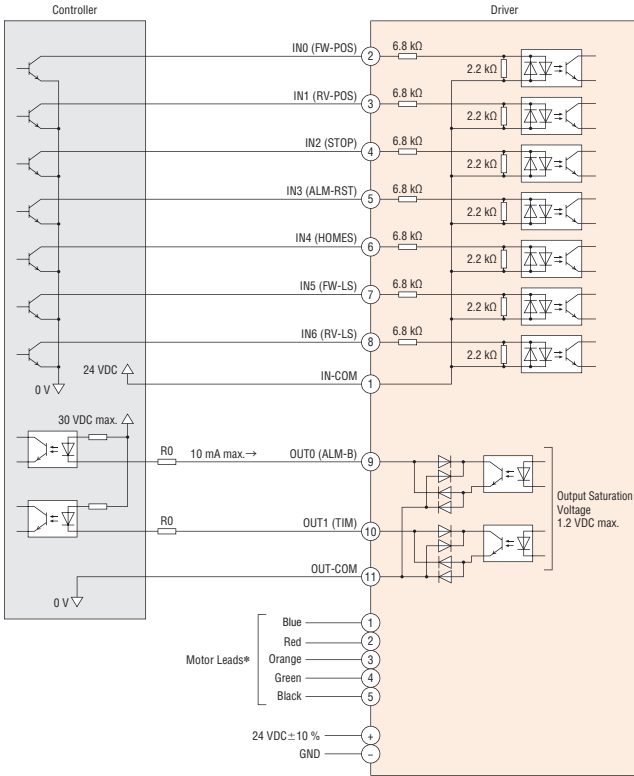 Controller
Driver
IN0 (FW-POS) 2 6.8 kΩ
2.2 kΩ
IN1 (RV-POS) 3 6.8 kΩ
2.2 kΩ
IN2 (STOP) 4 6.8 kΩ
2.2 kΩ
IN3 (ALM-RST) 5 6.8 kΩ
2.2 kΩ
IN4 (HOMES) 6 6.8 kΩ
2.2 kΩ
IN5 (FW-LS) 7 6.8 kΩ
2.2 kΩ
IN6 (RV-LS) 8 6.8 kΩ
2.2 kΩ
24 VDC
IN-COM 1
0 V
30 VDC max.
R0 10 mA max.→ OUT0 (ALM-B) 9
Output Saturation
Voltage
1.2 VDC max.
R0 OUT1 (TIM) 10
OUT-COM 11
0 V
Motor Leads*
Blue 1
Red 2
Orange 3
Green 4
Black 5
24 VDC±10 % +
GND −